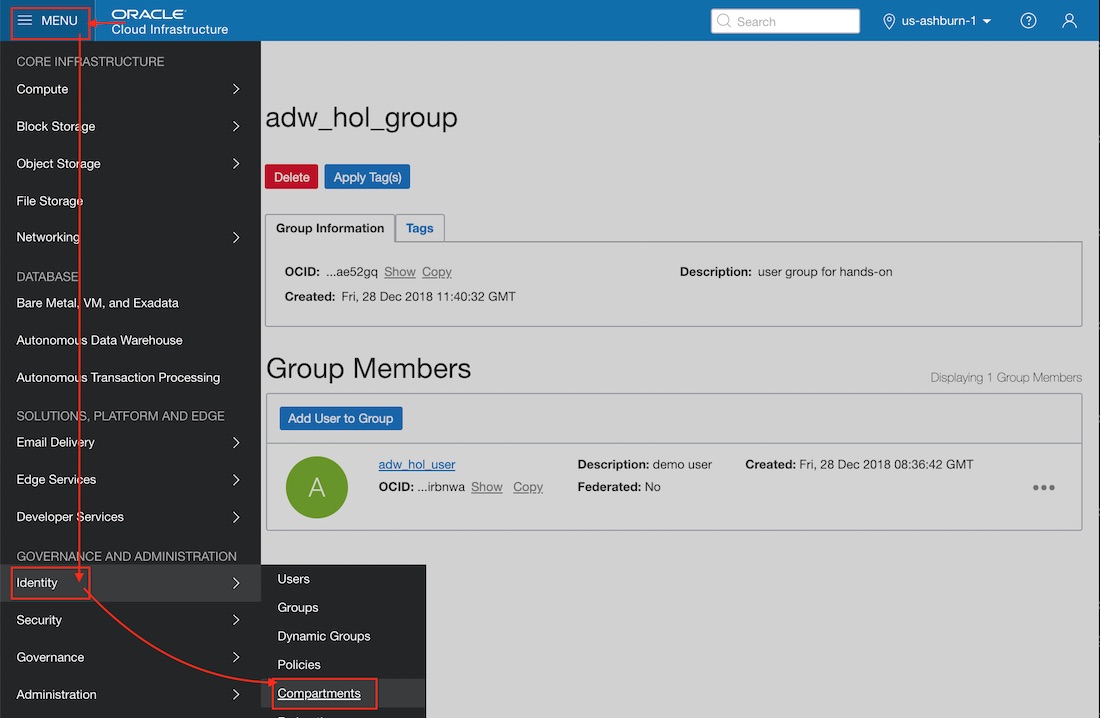 MENU
ORACLE
Cloud Infrastructure
Search
us-ashburn-1
CORE INFRASTRUCTURE
Compute
Block Storage
Object Storage
File Storage
Networking
DATABASE
Bare Metal, VM, and Exadata
Autonomous Data Warehouse
Autonomous Transaction Processing
SOLUTIONS, PLATFORM AND EDGE
Email Delivery
Edge Services
Developer Services
GOVERNANCE AND ADMINISTRATION
Identity
Security
Governance
Administration
Users
Groups
Dynamic Groups
Policies
Compartments
adw_hol_group
Delete Apply Tag(s)
Group Information Tags
OCID: ...ae52gq Show Copy Description: user group for hands-on
Created: Fri, 28 Dec 2018 11:40:32 GMT
Group Members
Displaying 1 Group Members
Add User to Group
A
adw_hol_user Description: demo user Created: Fri, 28 Dec 2018 08:36:42 GMT
OCID: ...irbnwa Show Copy Federated: No